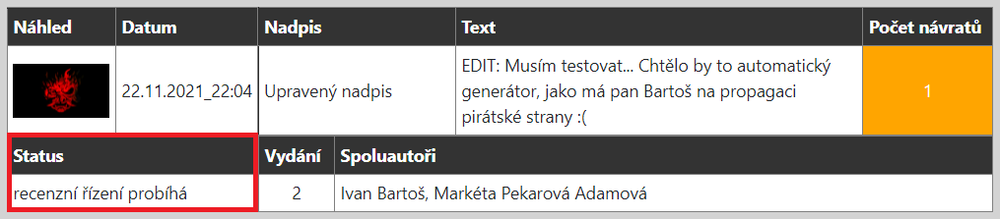 Náhled Datum Nadpis Text Počet návratů
22.11.2021_22:04 Upravený nadpis EDIT: Musím testovat... Chtělo by to automatický
generátor, jako má pan Bartoš na propagaci
pirátské strany :(
1
Status Vydání Spoluautoři
recenzní řízení probíhá 2 Ivan Bartoš, Markéta Pekarová Adamová